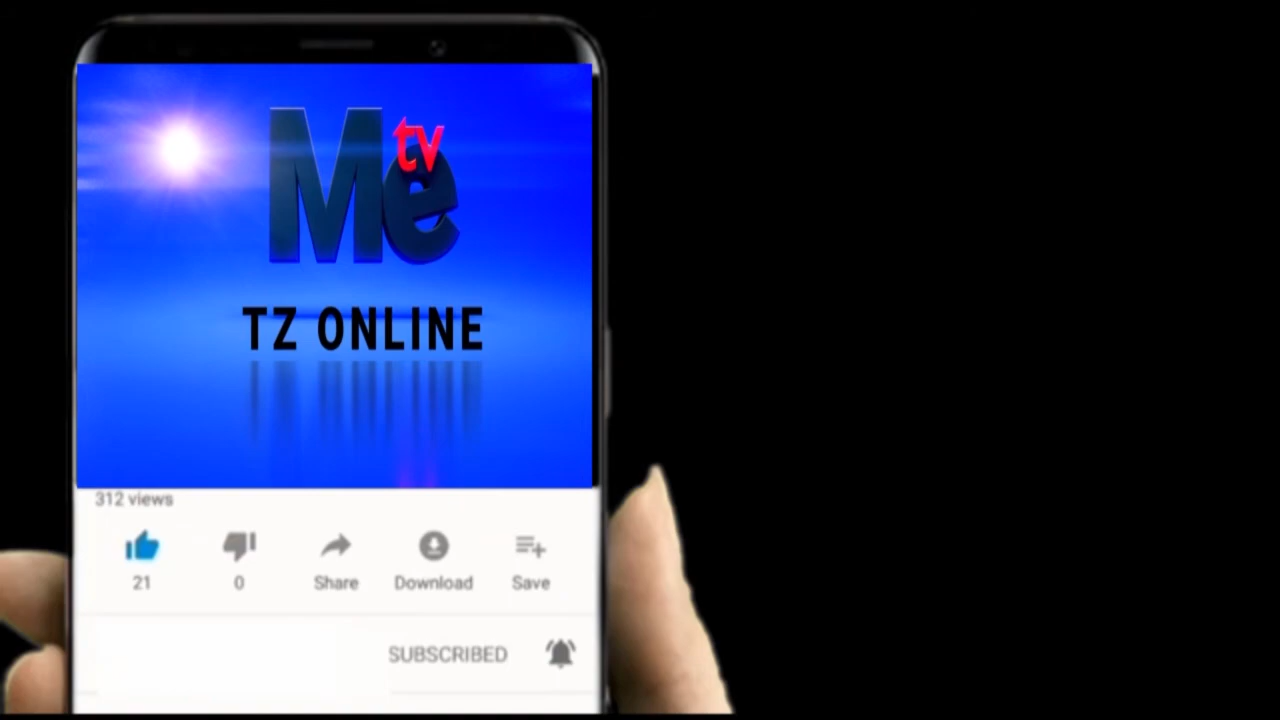 Me tv
TZ ONLINE
312 views
21
0
Share
Download
Save
SUBSCRIBED